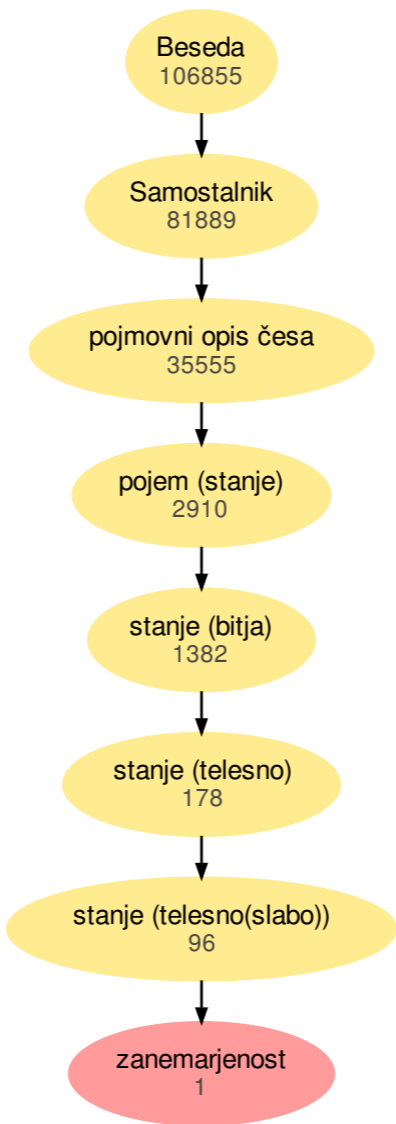 Beseda
106855
Samostalnik
81889
pojmovni opis česa
35555
pojem (stanje)
2910
stanje (bitja)
1382
stanje (telesno)
178
stanje (telesno(slabo))
96
zanemarjenost
1